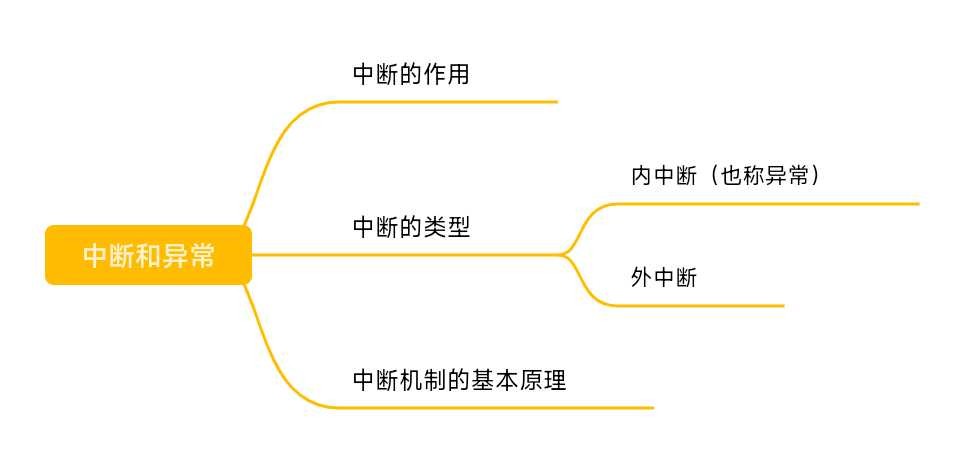 中断和异常
中断的作用
中断的类型
内中断（也称异常）
外中断
中断机制的基本原理